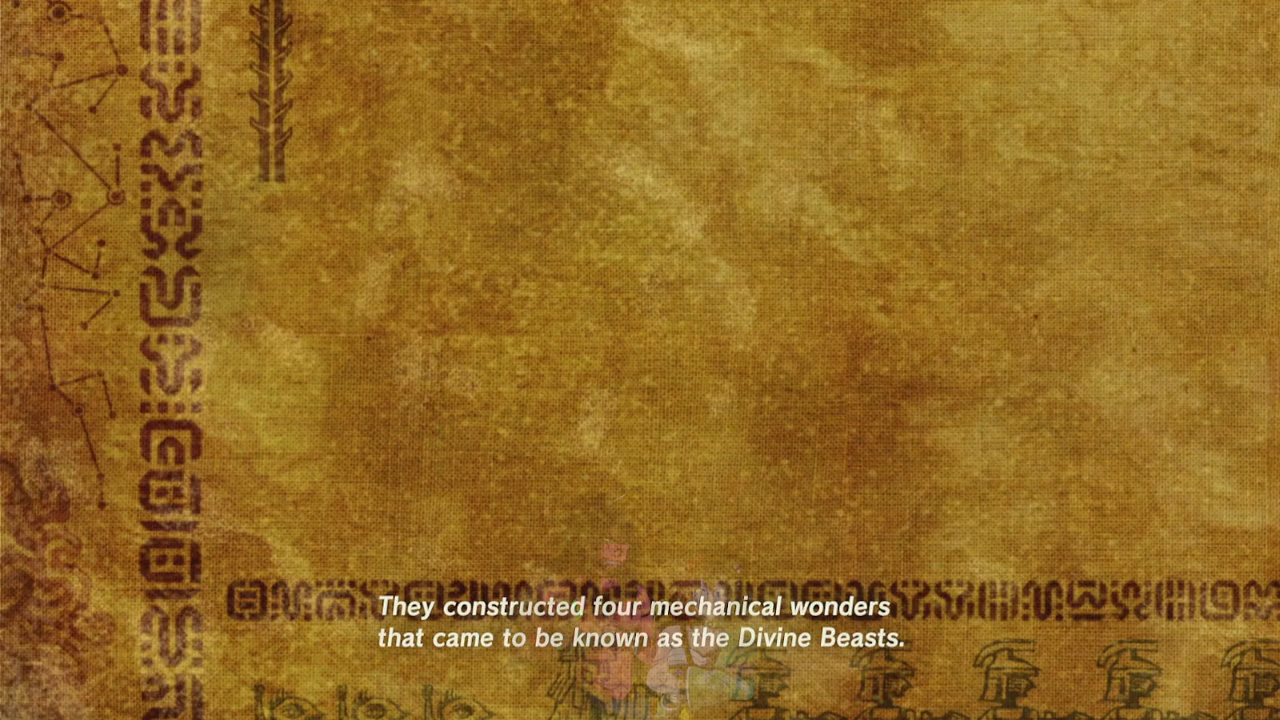 They constructed four mechanical wonders
that came to be known as the Divine Beasts.